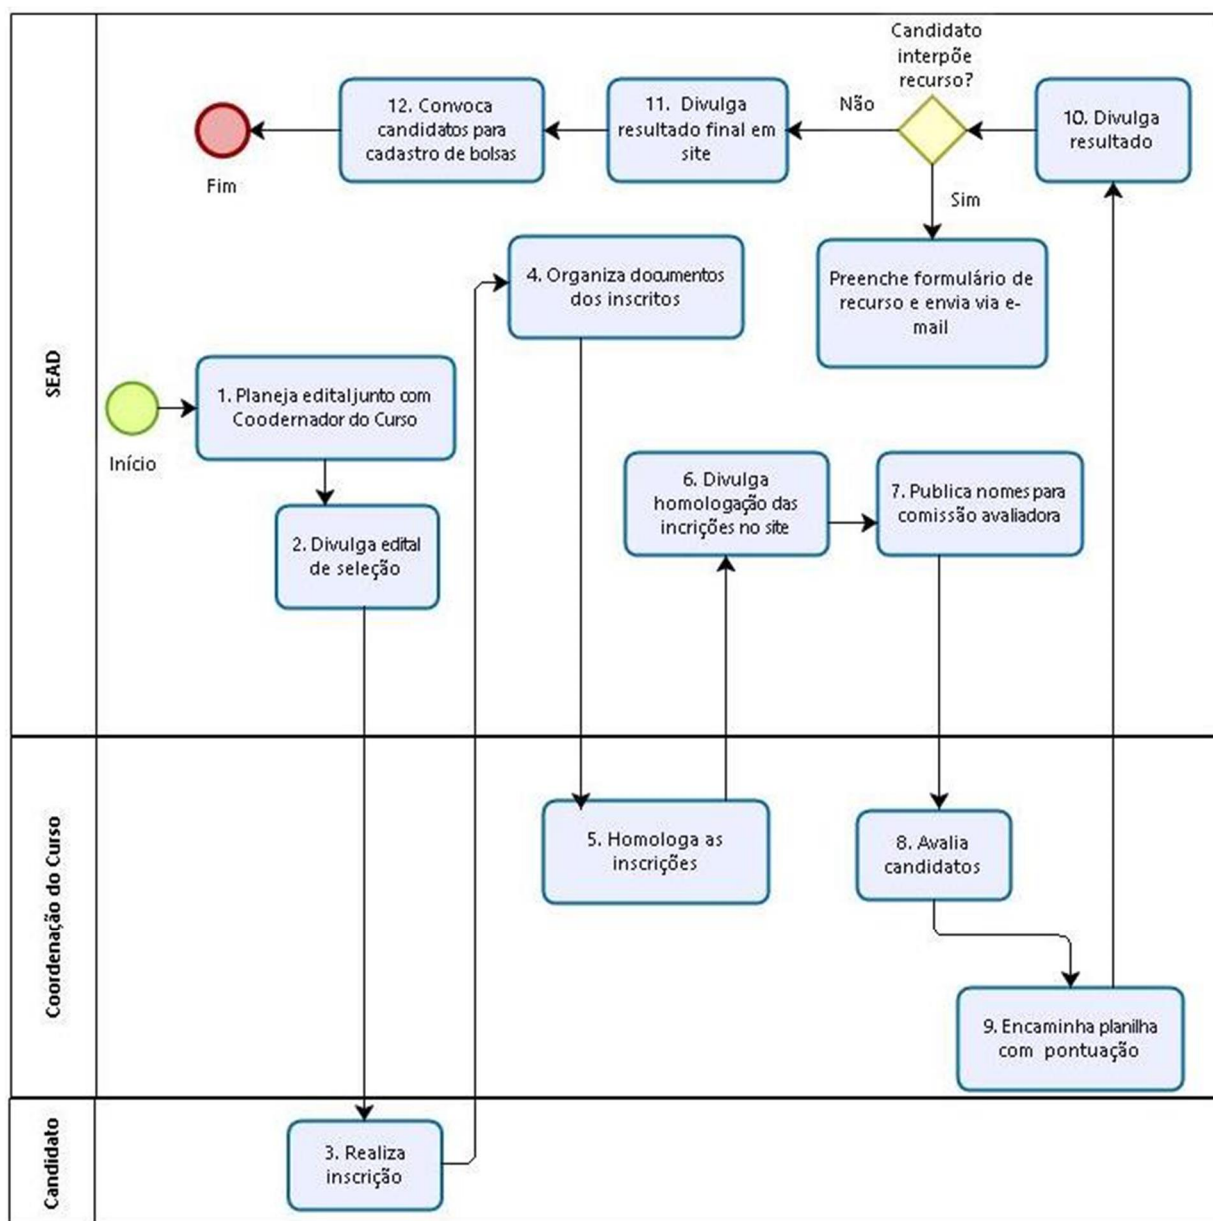 Candidato
interpõe
recurso?
12. Convoca
candidatos para
cadastro de bolsas
11. Divulga
resultado final em
site
Não
10. Divulga
resultado
Fim
Sim
4. Organiza documentos
dos inscritos
Preenche formulário de
recurso e envia via e-
mail
SEAD
1. Planeja edital junto com
Coodernador do Curso
Início
6. Divulga
homologação das
incrições no site
7. Publica nomes para
comissão avaliadora
2. Divulga edital
de seleção
Coordenação do Curso
5. Homologa as
inscrições
8. Avalia
candidatos
9. Encaminha planilha
com pontuação
Candidato
3. Realiza
inscrição